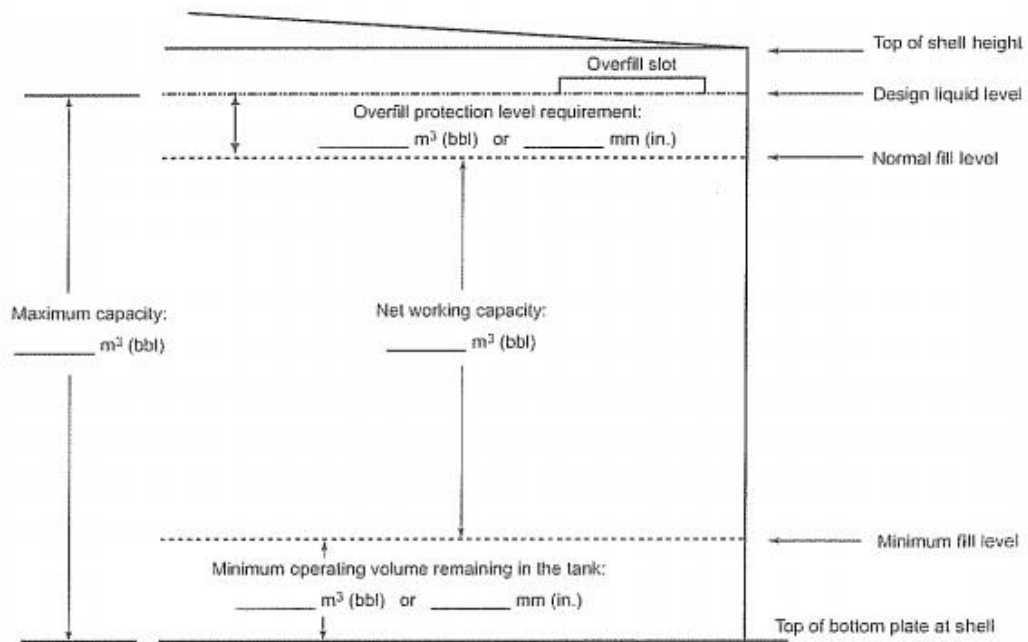 Top of shell height
Overfill slot
Design liquid level
Overfill protection level requirement:
________ m³ (bbl) or ________ mm (in.)
Normal fill level
Maximum capacity:
________ m³ (bbl)
Net working capacity:
________ m³ (bbl)
Minimum fill level
Minimum operating volume remaining in the tank:
________ m³ (bbl) or ________ mm (in.)
Top of bottom plate at shell